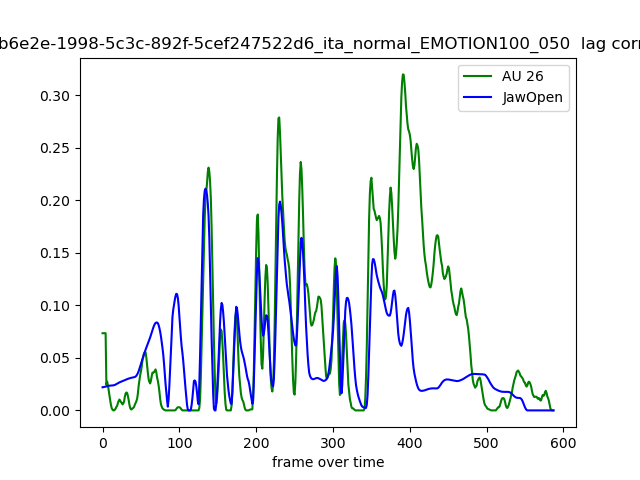 b6e2e-1998-5c3c-892f-5cef247522d6_ita_normal_EMOTION100_050 lag corr
AU 26
JawOpen
0.30
0.25
0.20
0.15
0.10
0.05
0.00
0 100 200 300 400 500 600
frame over time